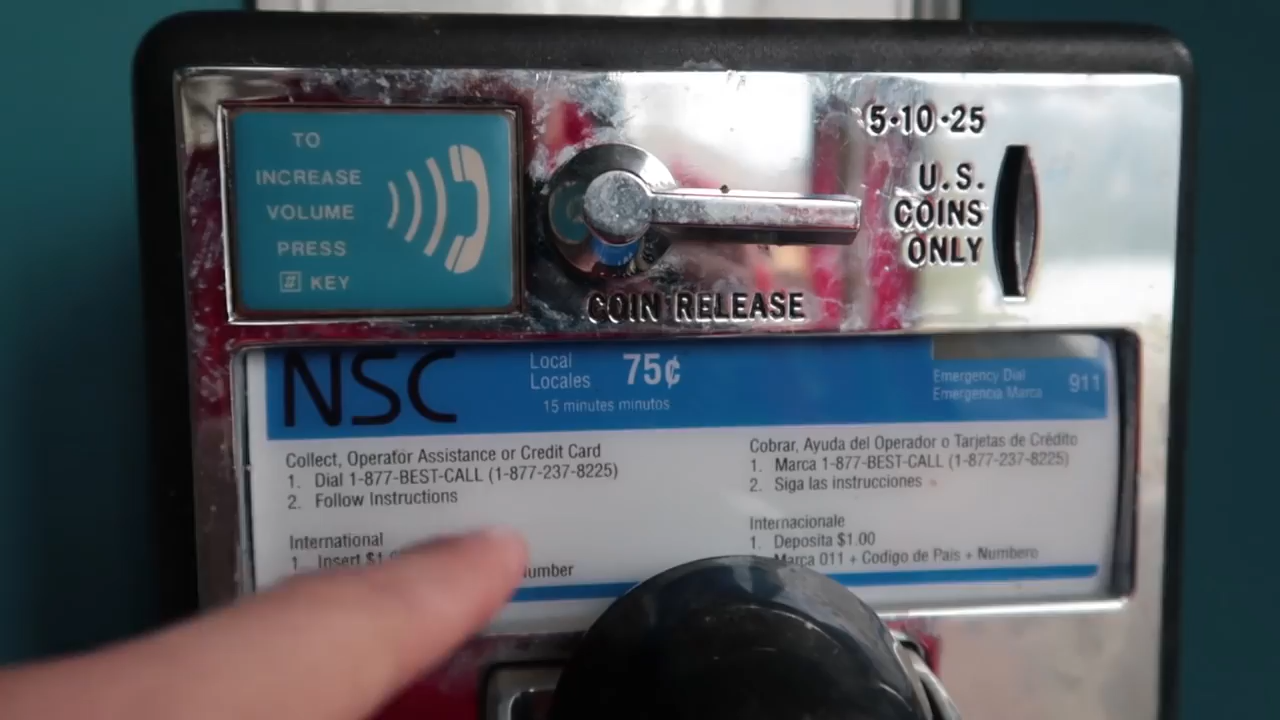 TO
INCREASE
VOLUME
PRESS
# KEY
5·10·25
U.S.
COINS
ONLY
COIN RELEASE
NSC
Local
Locales
75¢
15 minutes minutos
Emergency Dial
Emergencia Marca
911
Collect, Operator Assistance or Credit Card
1. Dial 1-877-BEST-CALL (1-877-237-8225)
2. Follow Instructions
International
1. Insert
Cobrar, Ayuda del Operador o Tarjetas de Crédito
1. Marca 1-877-BEST-CALL (1-877-237-8225)
2. Siga las instrucciones
Internacionale
1. Deposita $1.00
Marca 011 + Codigo de Pais + Numbero